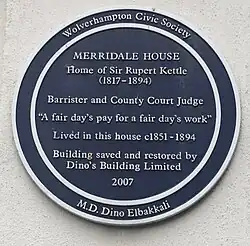 Wolverhampton Civic Society
MERRIDALE HOUSE
Home of Sir Rupert Kettle
(1817-1894)
Barrister and County Court Judge
"A fair day's pay for a fair day's work"
Lived in this house c1851-1894
Building saved and restored by
Dino's Building Limited
2007
M.D. Dino Elbakkali